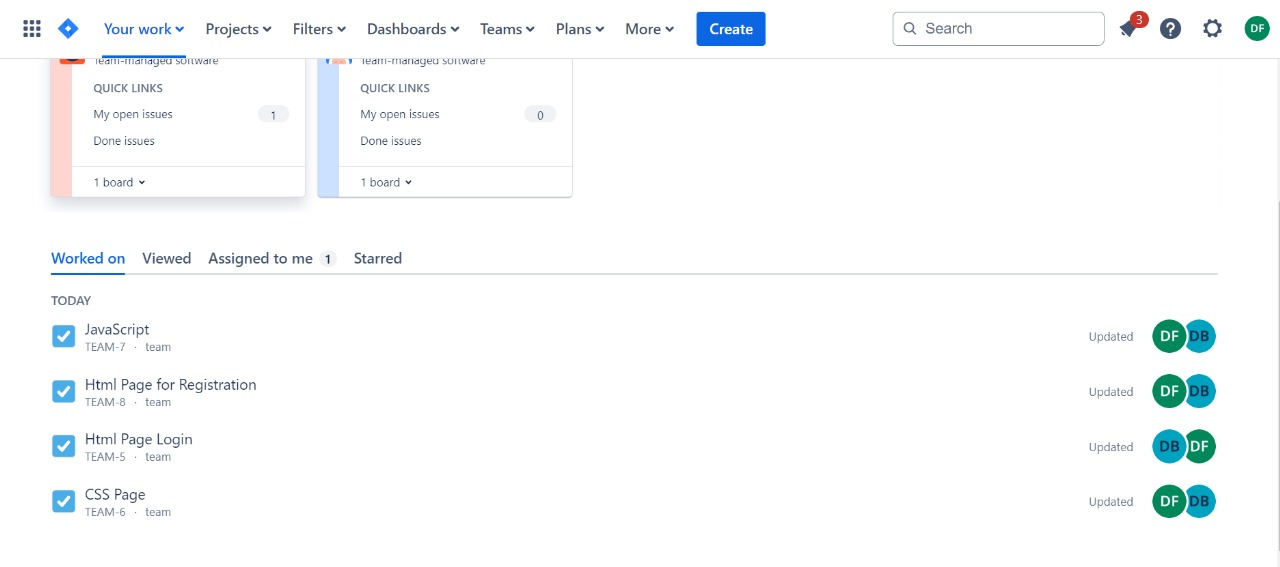 Your work Projects Filters Dashboards Teams Plans More Create Search 3 DF
Team-managed software Team-managed software
QUICK LINKS QUICK LINKS
My open issues 1 My open issues 0
Done issues Done issues
1 board 1 board
Worked on Viewed Assigned to me 1 Starred
TODAY
JavaScript
TEAM-7 · team Updated DF DB
Html Page for Registration
TEAM-8 · team Updated DF DB
Html Page Login
TEAM-5 · team Updated DB DF
CSS Page
TEAM-6 · team Updated DF DB